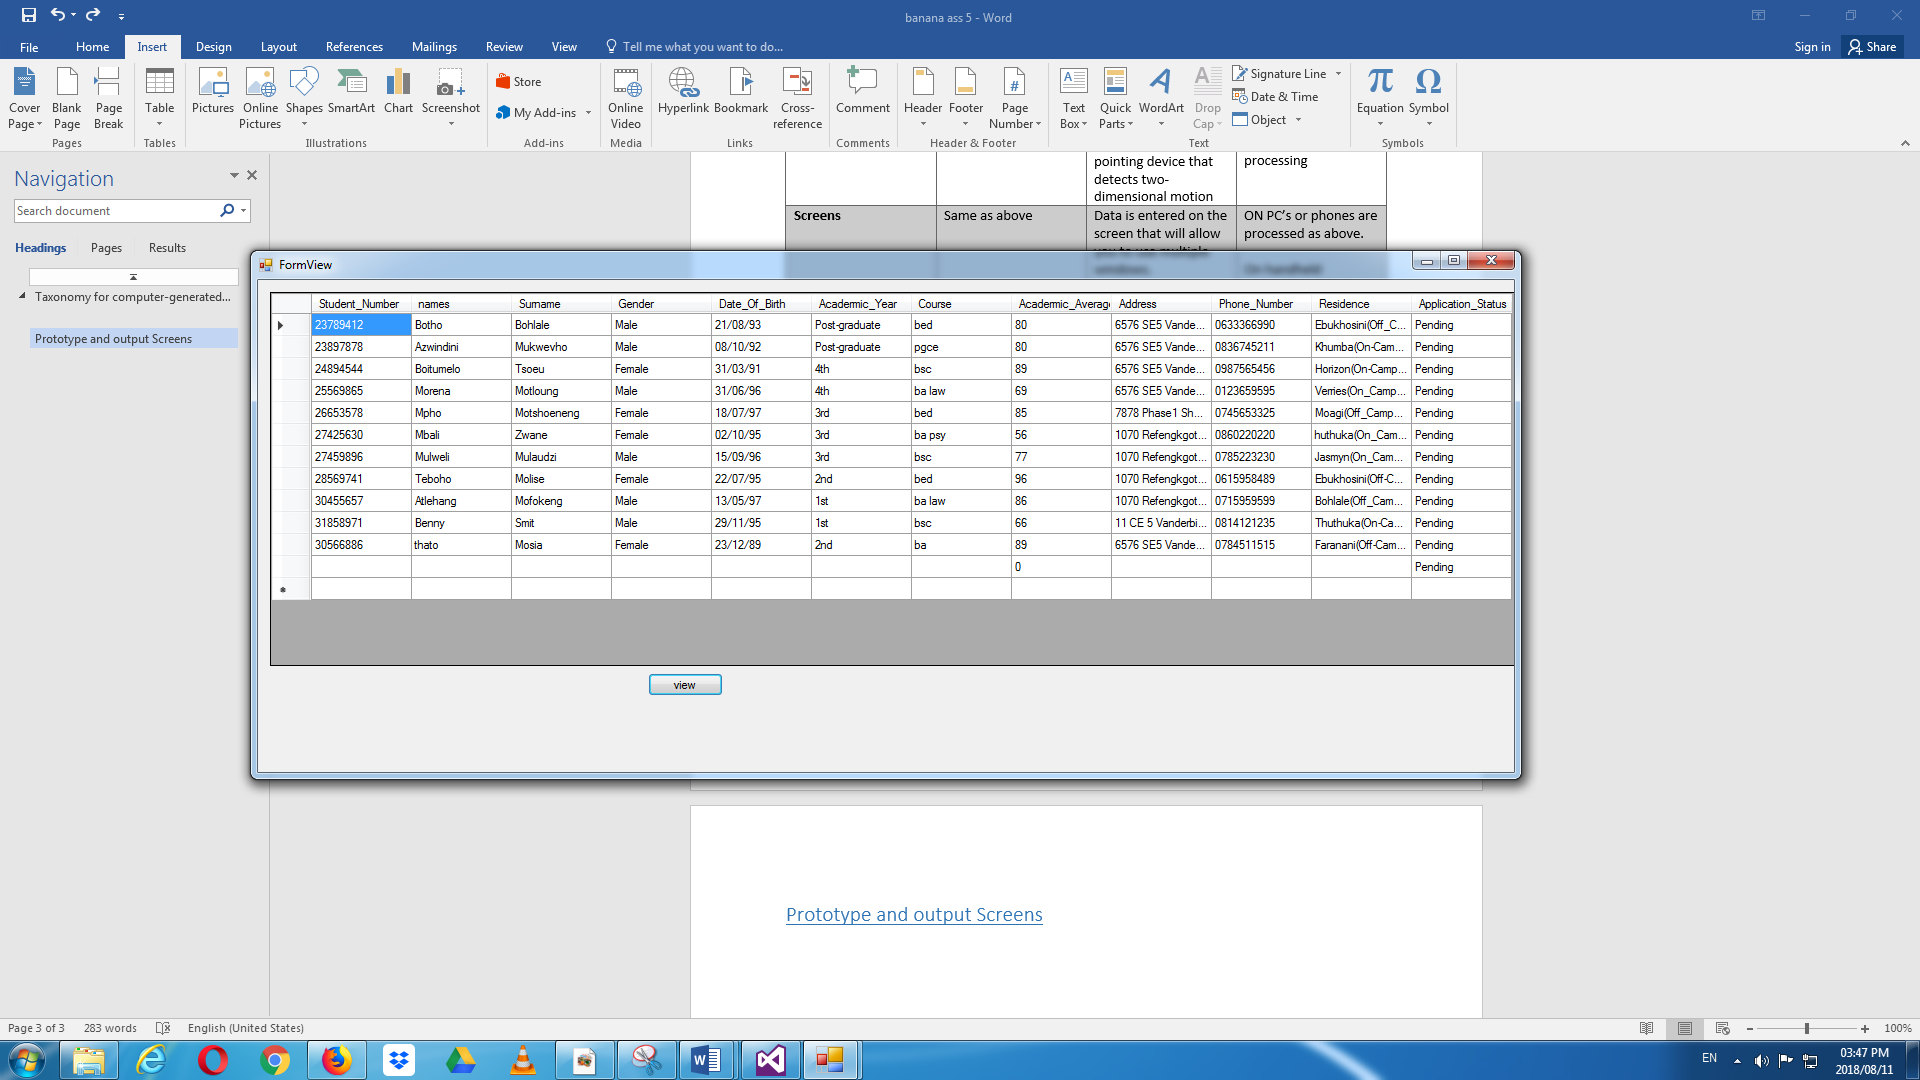 banana ass 5 - Word
File Home Insert Design Layout References Mailings Review View Tell me what you want to do... Sign in Share
Cover Page Blank Page Page Break Table Pictures Online Pictures Shapes SmartArt Chart Screenshot Store My Add-ins Online Video Hyperlink Bookmark Cross-reference Comment Header Footer Page Number Text Box Quick Parts WordArt Drop Cap Signature Line Date & Time Object Equation Symbol
Pages Tables Illustrations Add-ins Media Links Comments Header & Footer Text Symbols
Navigation
Search document
Headings Pages Results
Taxonomy for computer-generated...
Prototype and output Screens
pointing device that processing
detects two-
dimensional motion
Screens Same as above Data is entered on the ON PC’s or phones are
screen that will allow processed as above.
FormView
Student_Number names Surname Gender Date_Of_Birth Academic_Year Course Academic_Average Address Phone_Number Residence Application_Status
23789412 Botho Bohlale Male 21/08/93 Post-graduate bed 80 6576 SE5 Vande... 0633366990 Ebukhosini(Off_C... Pending
23897878 Azwindini Mukwevho Male 08/10/92 Post-graduate pgce 80 6576 SE5 Vande... 0836745211 Khumba(On-Cam... Pending
24894544 Boitumelo Tsoeu Female 31/03/91 4th bsc 89 6576 SE5 Vande... 0987565456 Horizon(On-Camp... Pending
25569865 Morena Motloung Male 31/06/96 4th ba law 69 6576 SE5 Vande... 0123659595 Verries(On_Camp... Pending
26653578 Mpho Motshoeneng Female 18/07/97 3rd bed 85 7878 Phase1 Sh... 0745653325 Moagi(Off_Camp... Pending
27425630 Mbali Zwane Female 02/10/95 3rd ba psy 56 1070 Refengkgot... 0860220220 huthuka(On_Cam... Pending
27459896 Mulweli Mulaudzi Male 15/09/96 3rd bsc 77 1070 Refengkgot... 0785223230 Jasmyn(On_Cam... Pending
28569741 Teboho Molise Female 22/07/95 2nd bed 96 1070 Refengkgot... 0615958489 Ebukhosini(Off-C... Pending
30455657 Atlehang Mofokeng Male 13/05/97 1st ba law 86 1070 Refengkgot... 0715959599 Bohlale(Off_Cam... Pending
31858971 Benny Smit Male 29/11/95 1st bsc 66 11 CE 5 Vanderbi... 0814121235 Thuthuka(On-Ca... Pending
30566886 thato Mosia Female 23/12/89 2nd ba 89 6576 SE5 Vande... 0784511515 Faranani(Off-Cam... Pending
0 Pending
view
Prototype and output Screens
Page 3 of 3 283 words English (United States) 100%
EN 03:47 PM
2018/08/11